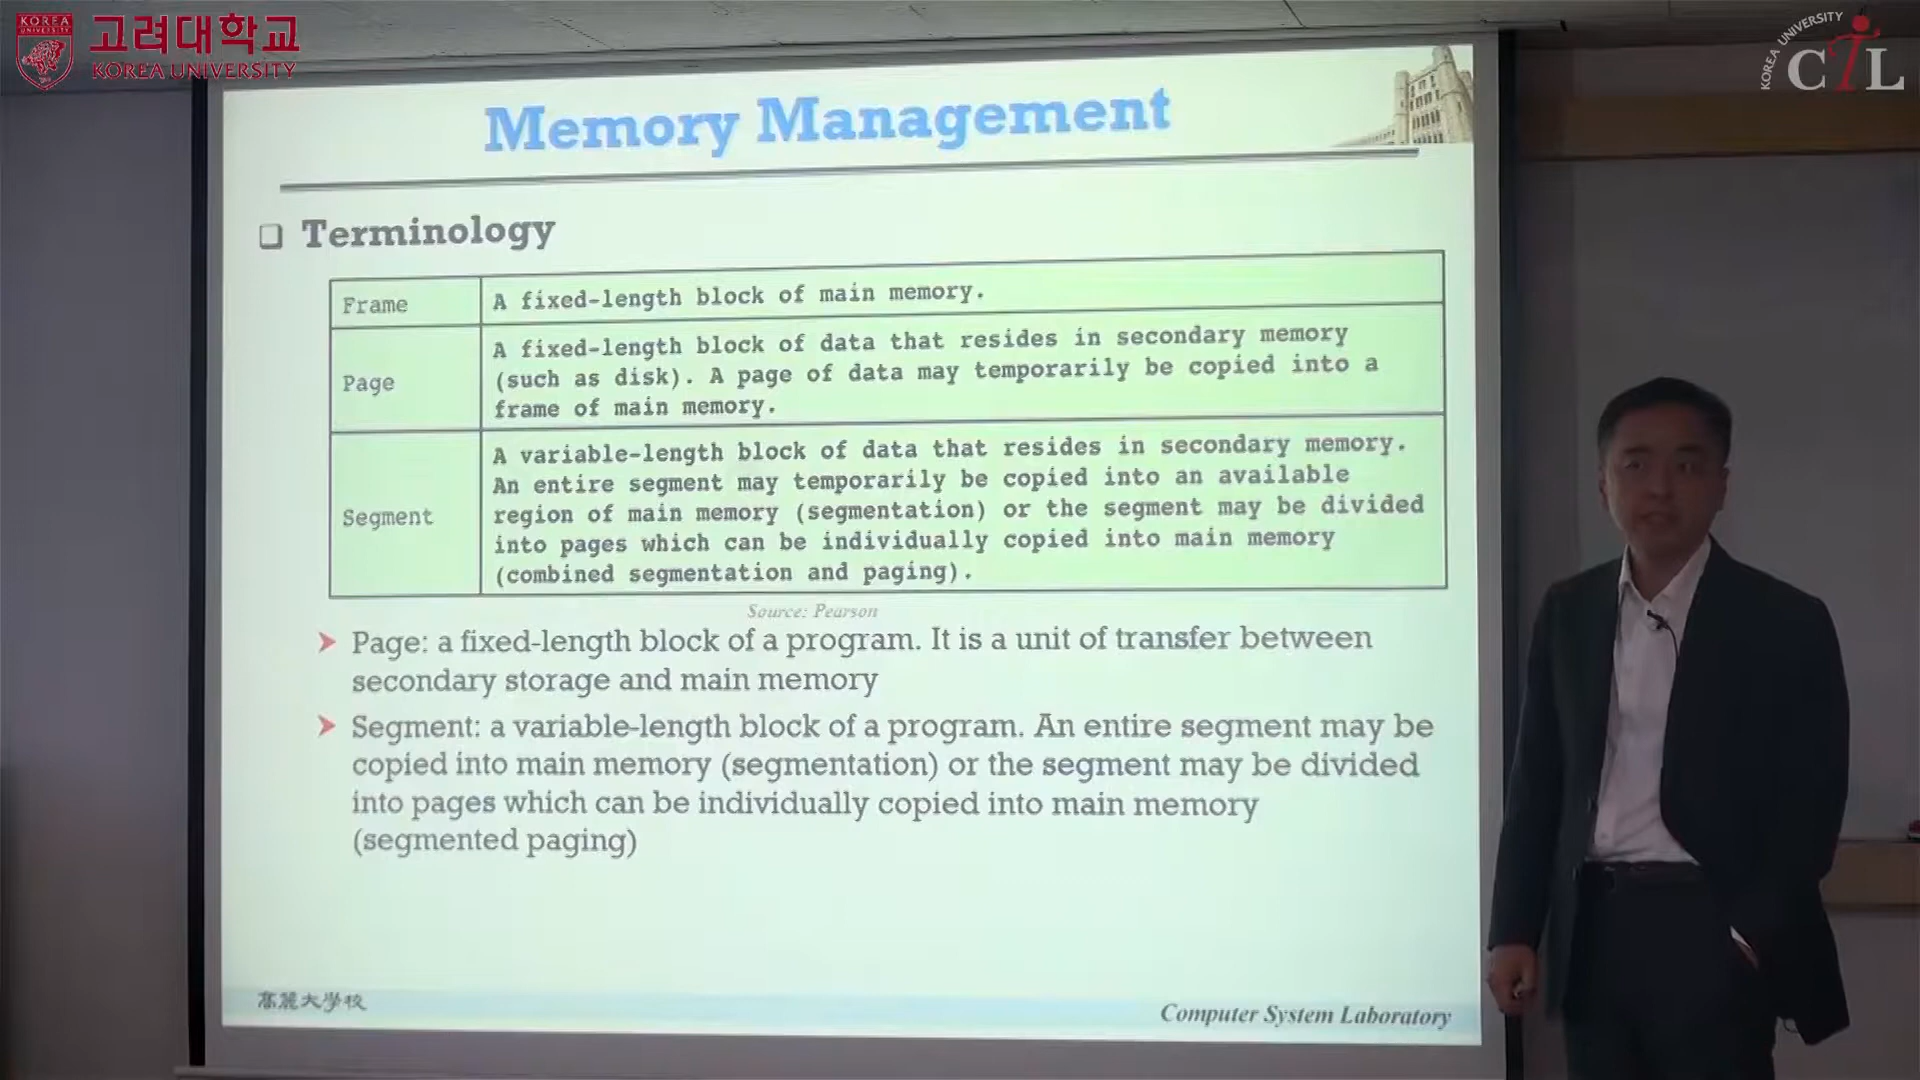 KOREA
UNIVERSITY
고려대학교
KOREA UNIVERSITY
KOREA UNIVERSITY
CTL
Memory Management
Terminology
Frame
A fixed-length block of main memory.
Page
A fixed-length block of data that resides in secondary memory
(such as disk). A page of data may temporarily be copied into a
frame of main memory.
Segment
A variable-length block of data that resides in secondary memory.
An entire segment may temporarily be copied into an available
region of main memory (segmentation) or the segment may be divided
into pages which can be individually copied into main memory
(combined segmentation and paging).
Source: Pearson
Page: a fixed-length block of a program. It is a unit of transfer between
secondary storage and main memory
Segment: a variable-length block of a program. An entire segment may be
copied into main memory (segmentation) or the segment may be divided
into pages which can be individually copied into main memory
(segmented paging)
高麗大學校
Computer System Laboratory